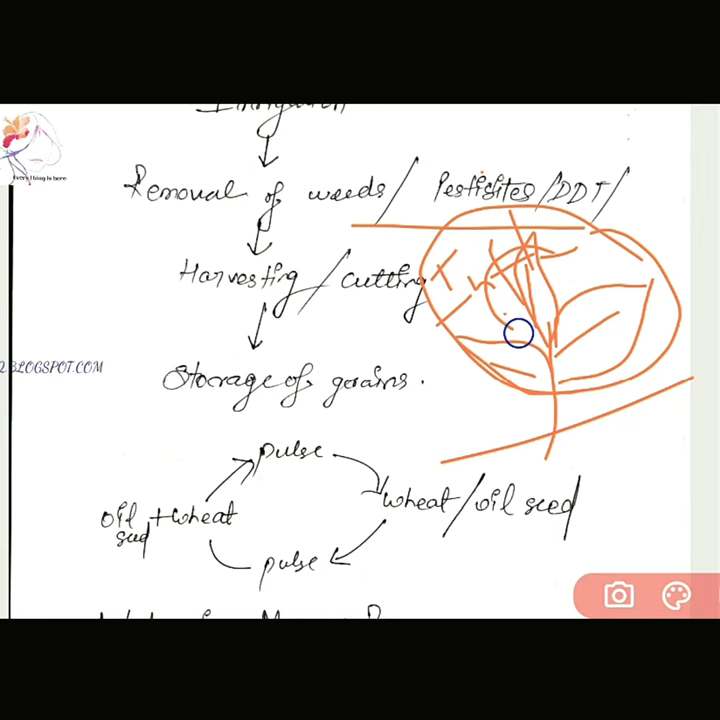 Removal of weeds/ Pestisites/DDT/
Harvesting /cutting
Storage of grains.
pulse
oil seed +wheat
wheat/oil seed
pulse
2.BLOGSPOT.COM